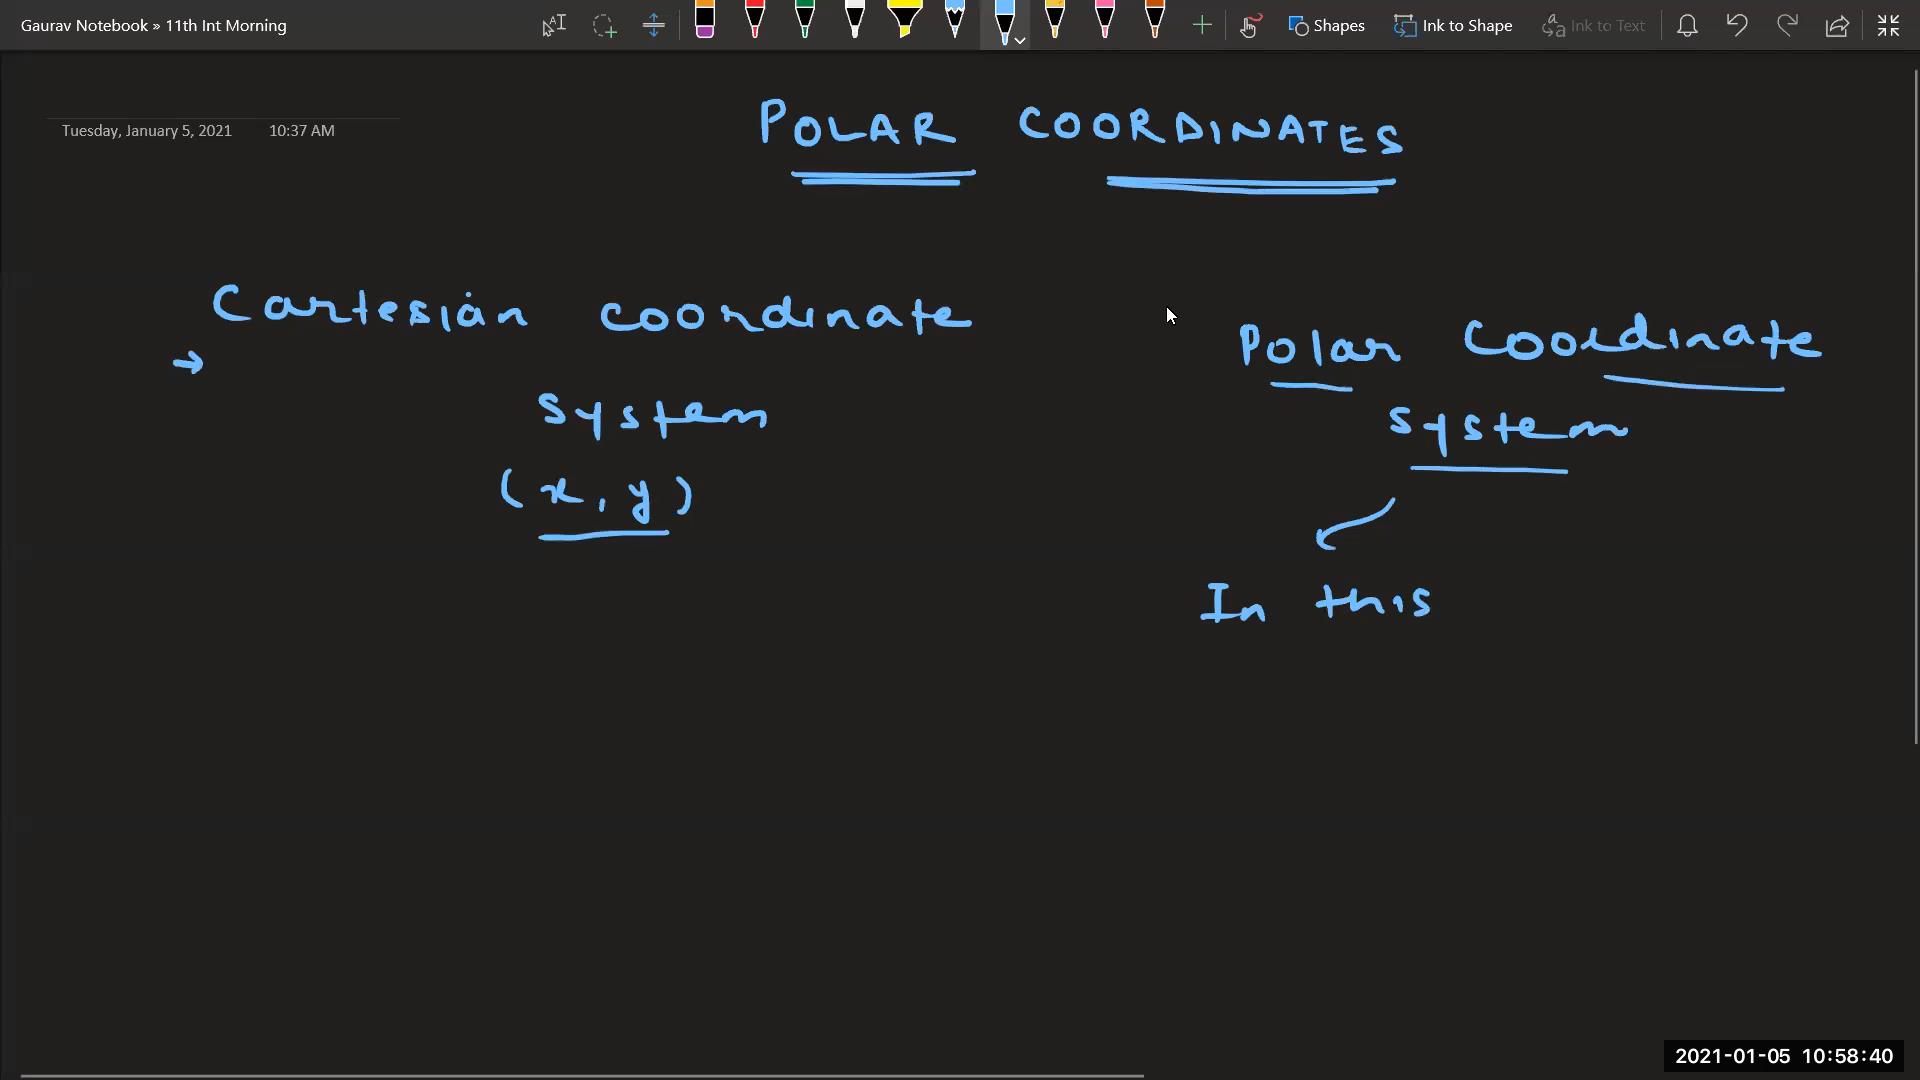 Gaurav Notebook » 11th Int Morning
Shapes
Ink to Shape
Ink to Text
Tuesday, January 5, 2021 10:37 AM
POLAR COORDINATES
Cartesian coordinate
→
system
(x, y)
Polar Coordinate
system
In this
2021-01-05 10:58:40